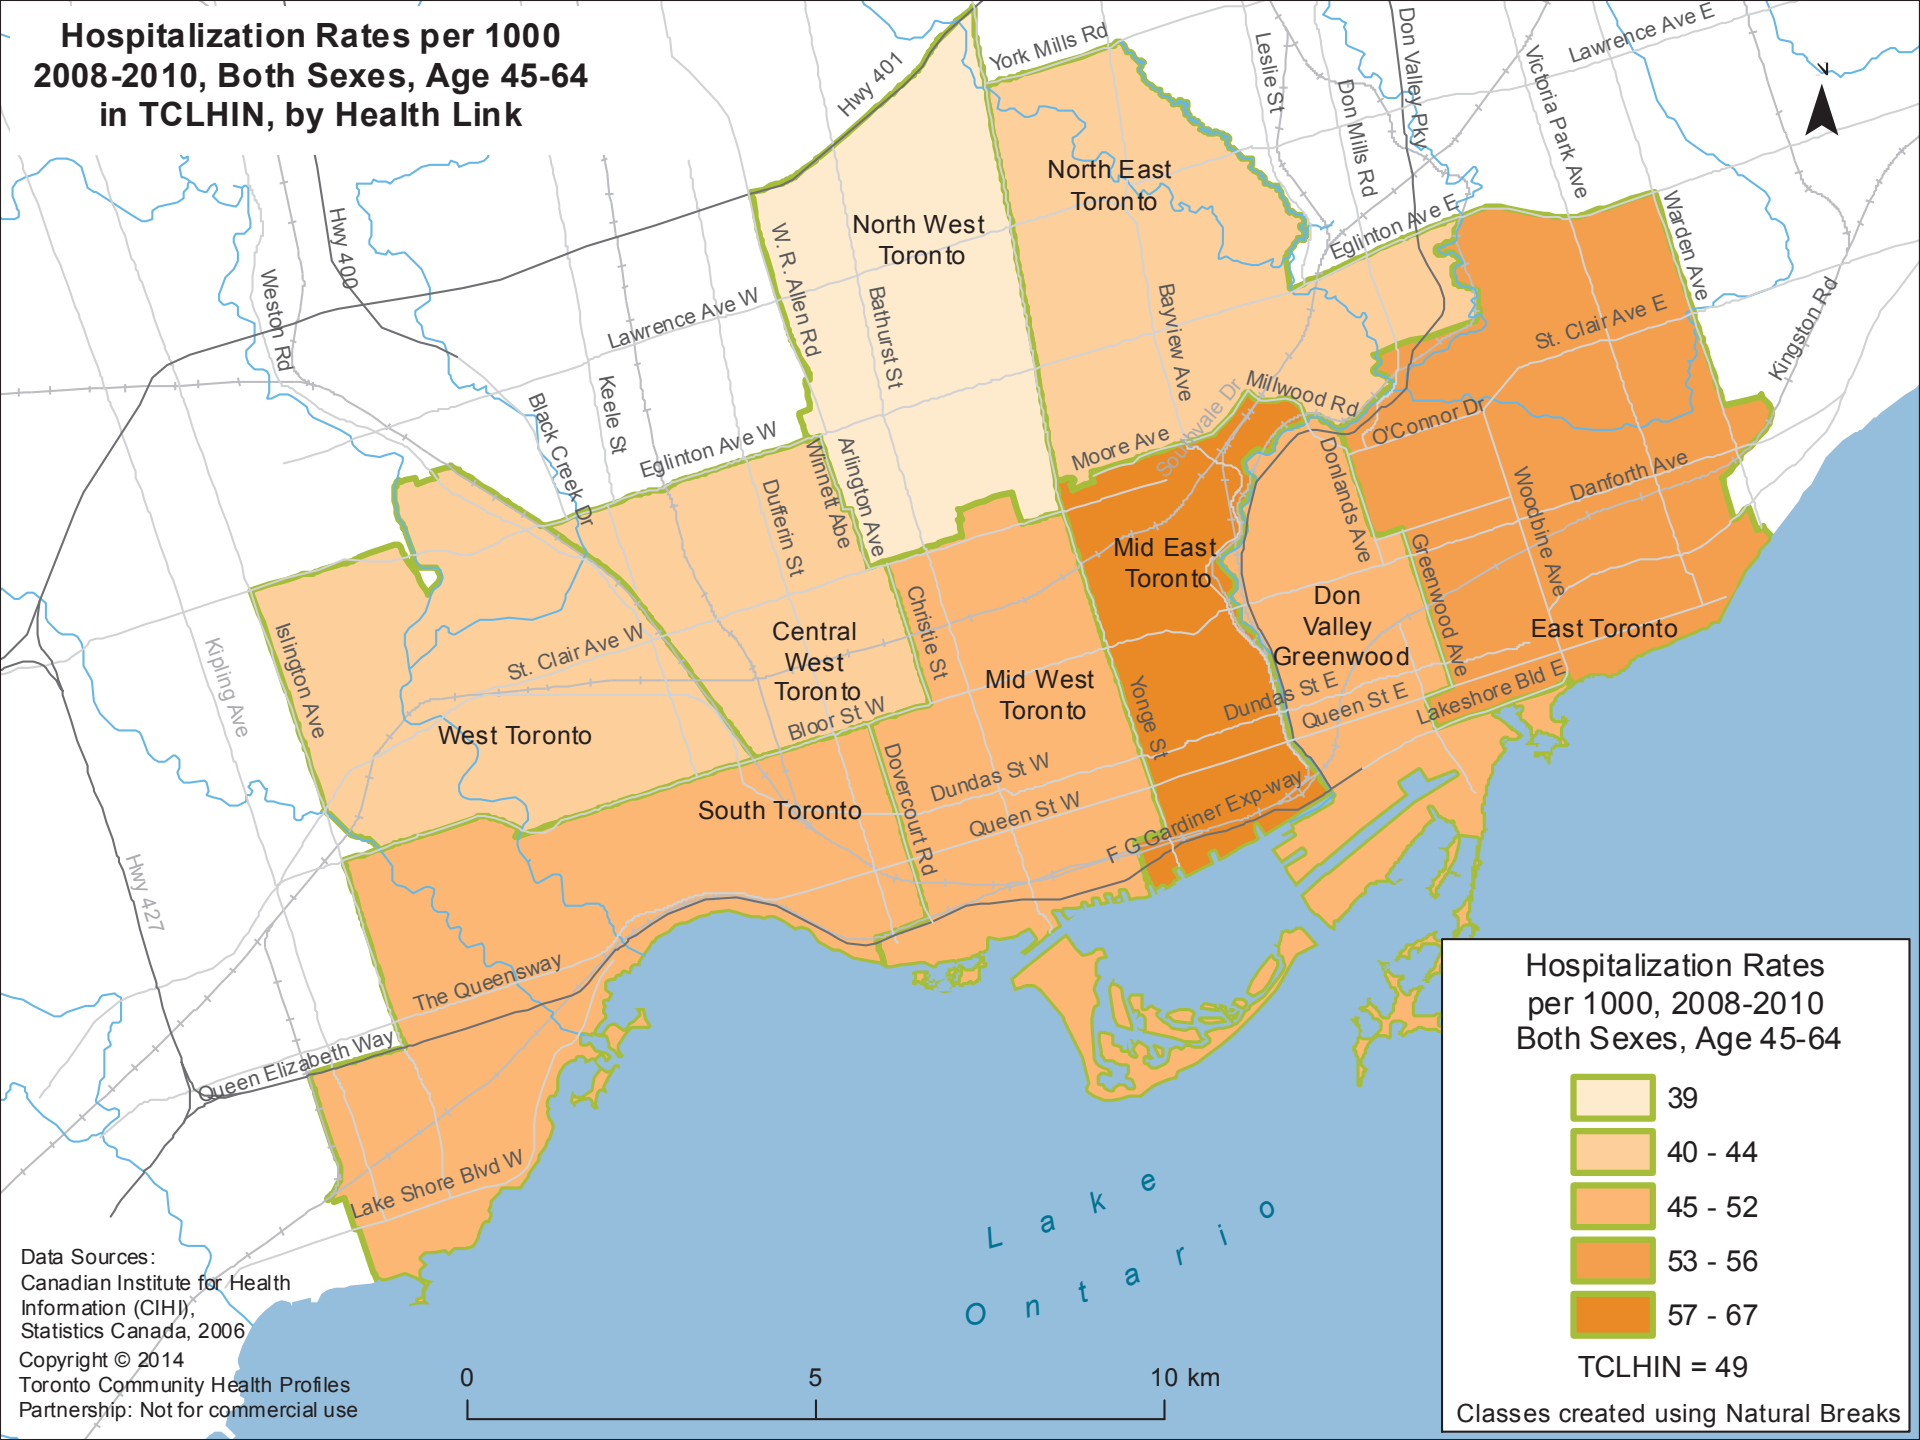 Hospitalization Rates per 1000
2008-2010, Both Sexes, Age 45-64
in TCLHIN, by Health Link
Hwy 401
York Mills Rd
Leslie St
Don Mills Rd
Don Valley Pky
Victoria Park Ave
Lawrence Ave E
N
North East
Toronto
North West
Toronto
Hwy 400
Weston Rd
W. R. Allen Rd
Bathurst St
Bayview Ave
Eglinton Ave E
Warden Ave
Kingston Rd
Lawrence Ave W
St. Clair Ave E
Black Creek Dr
Keele St
Eglinton Ave W
Winnett Abe
Arlington Ave
Moore Ave
Southvale Dr
Millwood Rd
O'Connor Dr
Donlands Ave
Danforth Ave
Woodbine Ave
Dufferin St
Mid East
Toronto
Greenwood Ave
Don
Valley
Greenwood
East Toronto
Christie St
Central
West
Toronto
St. Clair Ave W
Islington Ave
Kipling Ave
Mid West
Toronto
Yonge St
Dundas St E
Queen St E
Lakeshore Bld E
Bloor St W
West Toronto
South Toronto
Dovercourt Rd
Dundas St W
Queen St W
F G Gardiner Exp-way
Hwy 427
The Queensway
Queen Elizabeth Way
Lake Shore Blvd W
Lake
Ontario
Hospitalization Rates
per 1000, 2008-2010
Both Sexes, Age 45-64
39
40 - 44
45 - 52
53 - 56
57 - 67
TCLHIN = 49
Classes created using Natural Breaks
Data Sources:
Canadian Institute for Health
Information (CIHI),
Statistics Canada, 2006
Copyright © 2014
Toronto Community Health Profiles
Partnership: Not for commercial use
0 5 10 km